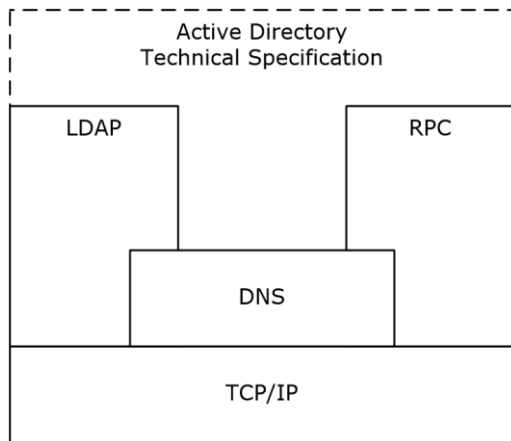 Active Directory
Technical Specification
LDAP
RPC
DNS
TCP/IP